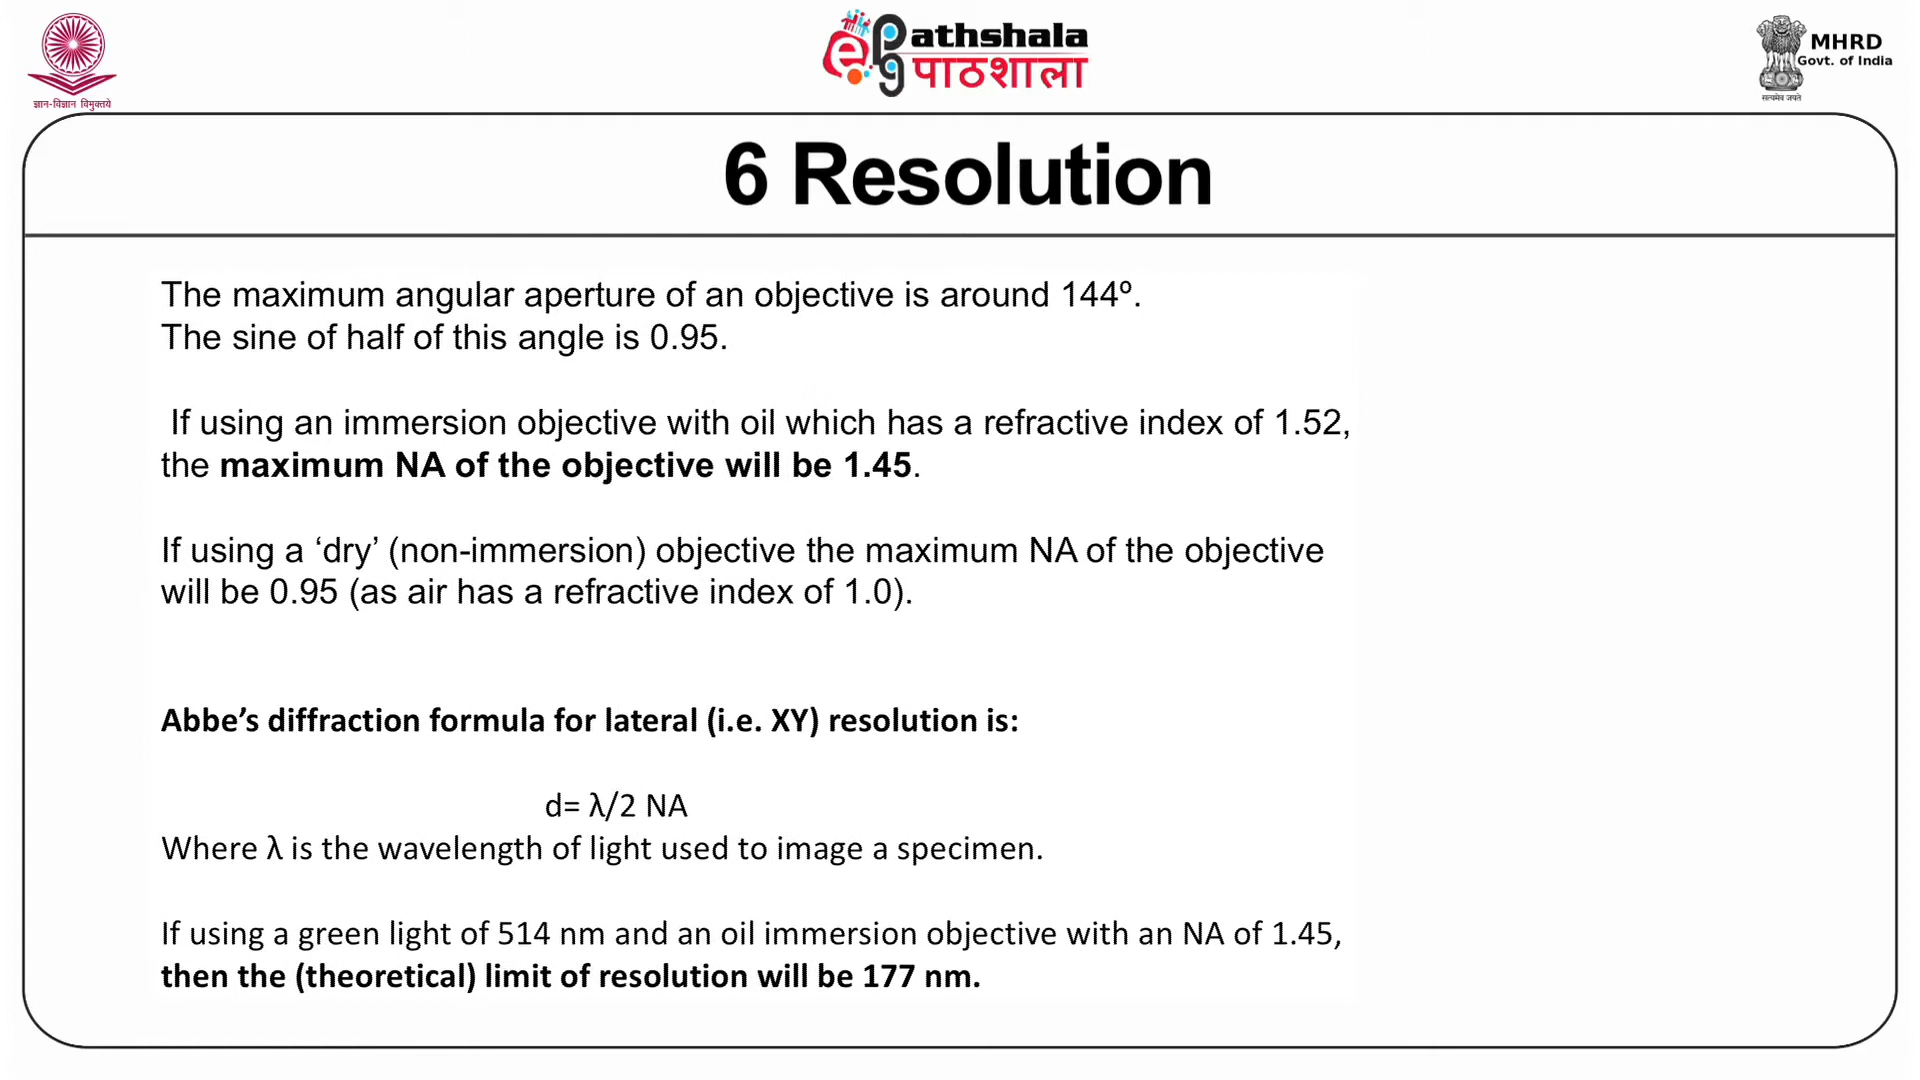 ज्ञान-विज्ञान विमुक्तये
ePathshala
पाठशाला
MHRD
Govt. of India
सत्यमेव जयते
6 Resolution
The maximum angular aperture of an objective is around 144º.
The sine of half of this angle is 0.95.
If using an immersion objective with oil which has a refractive index of 1.52,
the maximum NA of the objective will be 1.45.
If using a ‘dry’ (non-immersion) objective the maximum NA of the objective
will be 0.95 (as air has a refractive index of 1.0).
Abbe’s diffraction formula for lateral (i.e. XY) resolution is:
d= λ/2 NA
Where λ is the wavelength of light used to image a specimen.
If using a green light of 514 nm and an oil immersion objective with an NA of 1.45,
then the (theoretical) limit of resolution will be 177 nm.